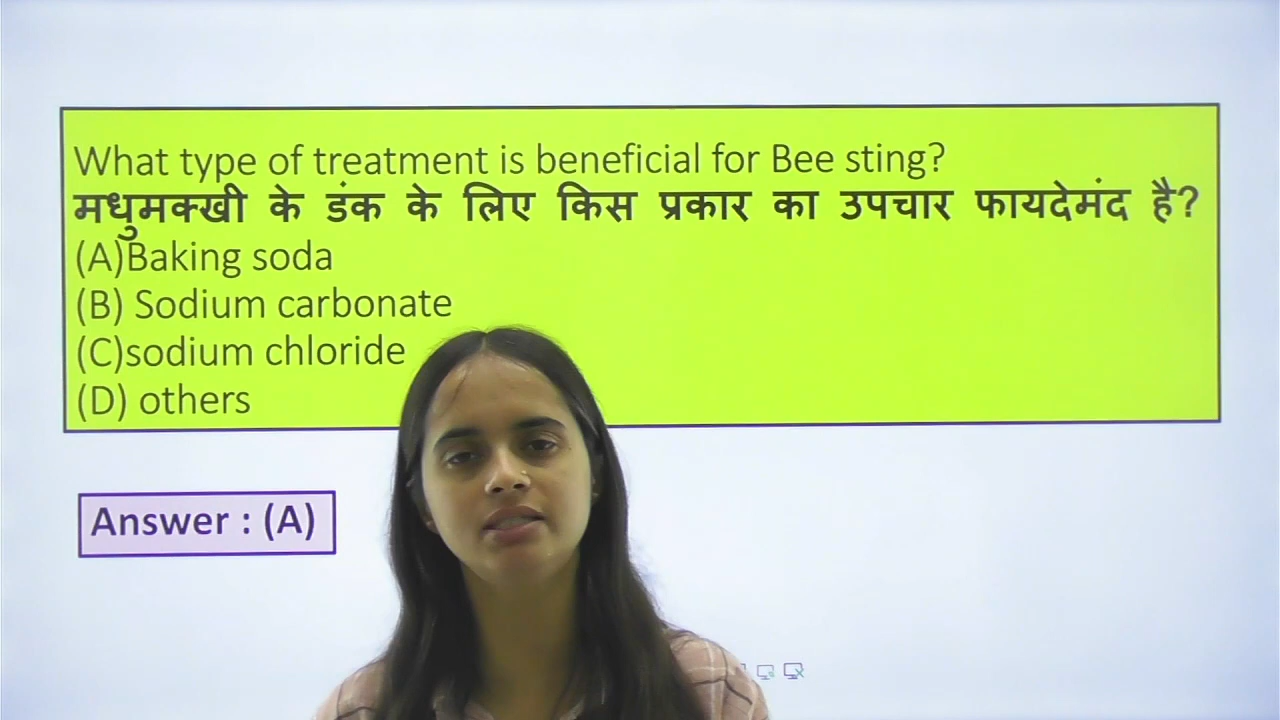 What type of treatment is beneficial for Bee sting?
मधुमक्खी के डंक के लिए किस प्रकार का उपचार फायदेमंद है?
(A)Baking soda
(B) Sodium carbonate
(C)sodium chloride
(D) others
Answer : (A)